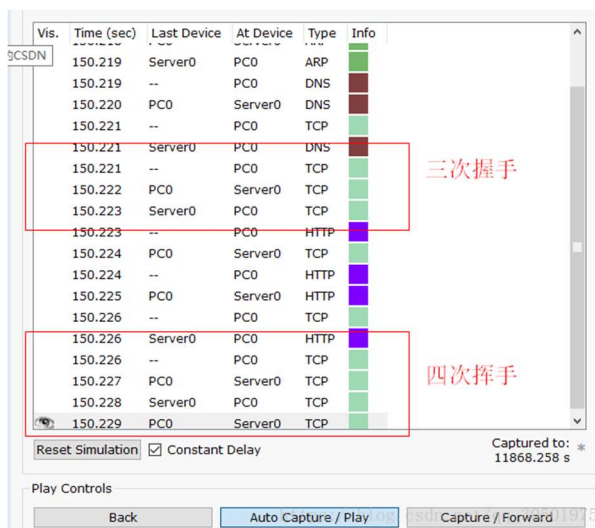 Vis. Time (sec) Last Device At Device Type Info
的CSDN
150.219 Server0 PC0 ARP
150.219 -- PC0 DNS
150.220 PC0 Server0 DNS
150.221 -- PC0 TCP
150.221 Server0 PC0 DNS
150.221 -- PC0 TCP
三次握手
150.222 PC0 Server0 TCP
150.223 Server0 PC0 TCP
150.223 -- PC0 HTTP
150.224 PC0 Server0 TCP
150.224 -- PC0 HTTP
150.225 PC0 Server0 HTTP
150.226 -- PC0 TCP
150.226 Server0 PC0 HTTP
150.226 -- PC0 TCP
四次挥手
150.227 PC0 Server0 TCP
150.228 Server0 PC0 TCP
150.229 PC0 Server0 TCP
Reset Simulation Constant Delay Captured to: *
11868.258 s
Play Controls
Back Auto Capture / Play Capture / Forward